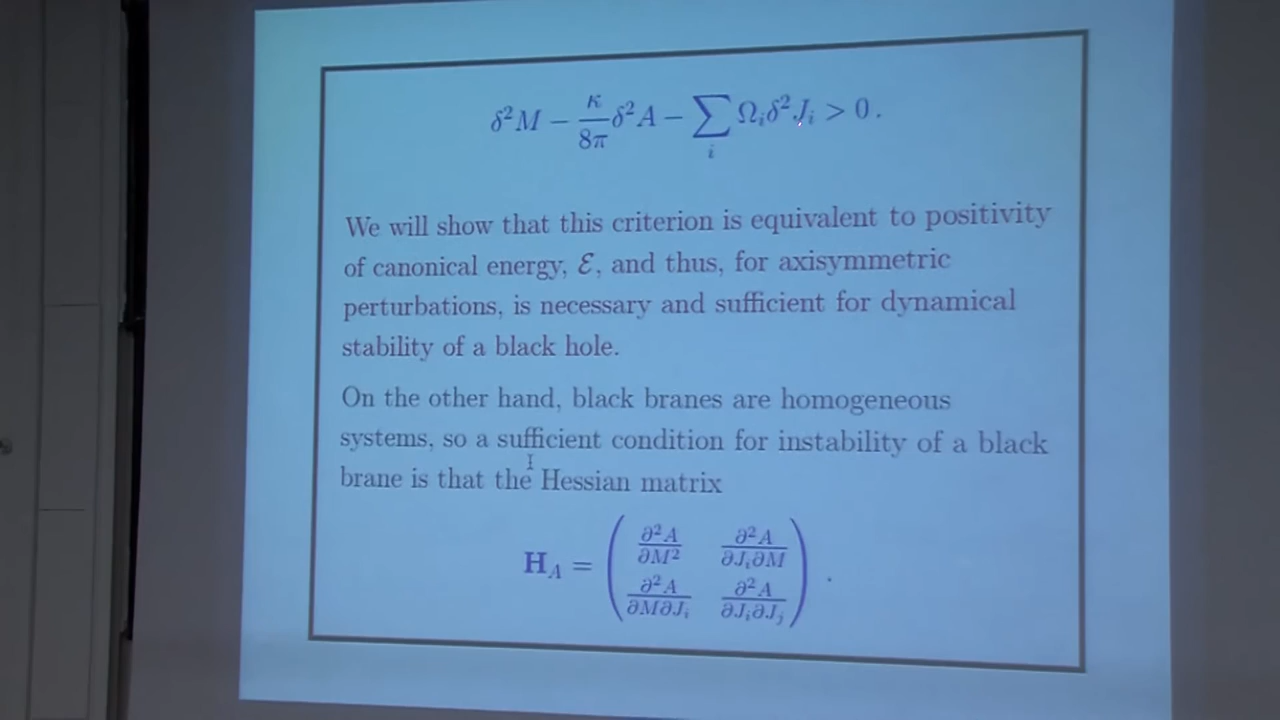 δ²M − κ/8π δ²A − ∑_i Ω_i δ²J_i > 0 .
We will show that this criterion is equivalent to positivity
of canonical energy, ℰ, and thus, for axisymmetric
perturbations, is necessary and sufficient for dynamical
stability of a black hole.
On the other hand, black branes are homogeneous
systems, so a sufficient condition for instability of a black
brane is that the Hessian matrix
H_A = ( ∂²A/∂M² ∂²A/∂J_i∂M
∂²A/∂M∂J_i ∂²A/∂J_i∂J_j ) .